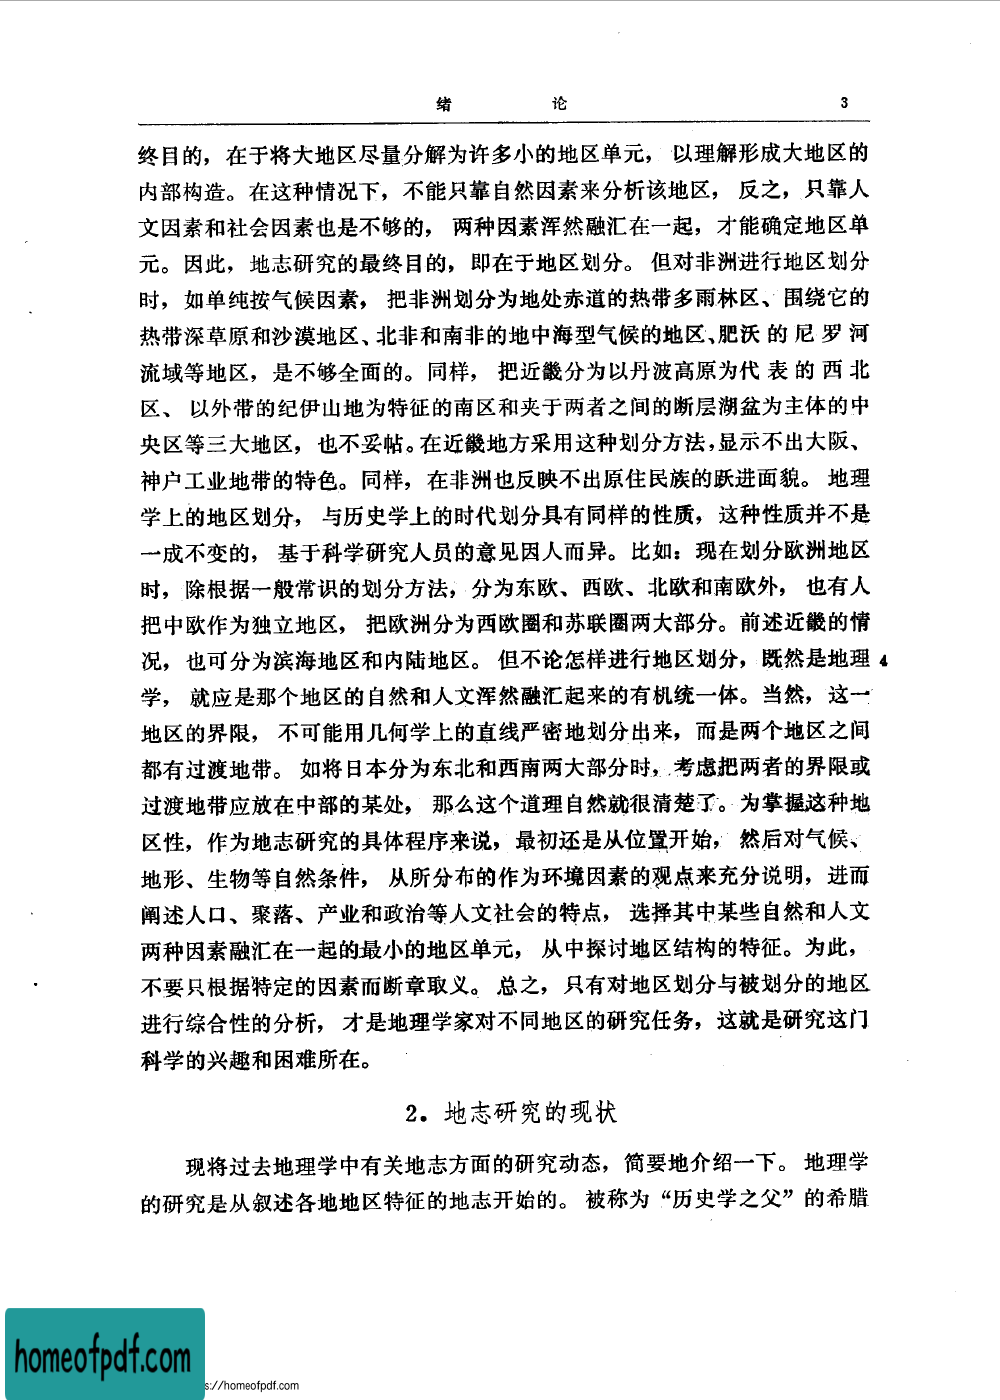 绪 论 3
终目的，在于将大地区尽量分解为许多小的地区单元，以理解形成大地区的
内部构造。在这种情况下，不能只靠自然因素来分析该地区，反之，只靠人
文因素和社会因素也是不够的，两种因素浑然融汇在一起，才能确定地区单
元。因此，地志研究的最终目的，即在于地区划分。但对非洲进行地区划分
时，如单纯按气候因素，把非洲划分为地处赤道的热带多雨林区、围绕它的
热带深草原和沙漠地区、北非和南非的地中海型气候的地区、肥沃的尼罗河
流域等地区，是不够全面的。同样，把近畿分为以丹波高原为代表的西北
区、以外带的纪伊山地为特征的南区和夹于两者之间的断层湖盆为主体的中
央区等三大地区，也不妥帖。在近畿地方采用这种划分方法，显示不出大阪、
神户工业地带的特色。同样，在非洲也反映不出原住民族的跃进面貌。地理
学上的地区划分，与历史学上的时代划分具有同样的性质，这种性质并不是
一成不变的，基于科学研究人员的意见因人而异。比如：现在划分欧洲地区
时，除根据一般常识的划分方法，分为东欧、西欧、北欧和南欧外，也有人
把中欧作为独立地区，把欧洲分为西欧圈和苏联圈两大部分。前述近畿的情
况，也可分为滨海地区和内陆地区。但不论怎样进行地区划分，既然是地理 4
学，就应是那个地区的自然和人文浑然融汇起来的有机统一体。当然，这一
地区的界限，不可能用几何学上的直线严密地划分出来，而是两个地区之间
都有过渡地带。如将日本分为东北和西南两大部分时，考虑把两者的界限或
过渡地带应放在中部的某处，那么这个道理自然就很清楚了。为掌握这种地
区性，作为地志研究的具体程序来说，最初还是从位置开始，然后对气候、
地形、生物等自然条件，从所分布的作为环境因素的观点来充分说明，进而
阐述人口、聚落、产业和政治等人文社会的特点，选择其中某些自然和人文
两种因素融汇在一起的最小的地区单元，从中探讨地区结构的特征。为此，
不要只根据特定的因素而断章取义。总之，只有对地区划分与被划分的地区
进行综合性的分析，才是地理学家对不同地区的研究任务，这就是研究这门
科学的兴趣和困难所在。
2. 地志研究的现状
现将过去地理学中有关地志方面的研究动态，简要地介绍一下。地理学
的研究是从叙述各地地区特征的地志开始的。被称为“历史学之父”的希腊
homeofpdf.com
s://homeofpdf.com